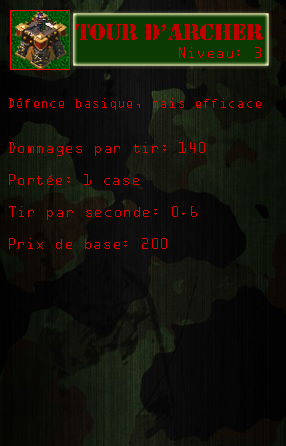 TOUR D'ARCHER
Niveau: 3
Défence basique, mais efficace
Dommages par tir: 140
Portée: 1 case
Tir par seconde: 0.6
Prix de base: 200